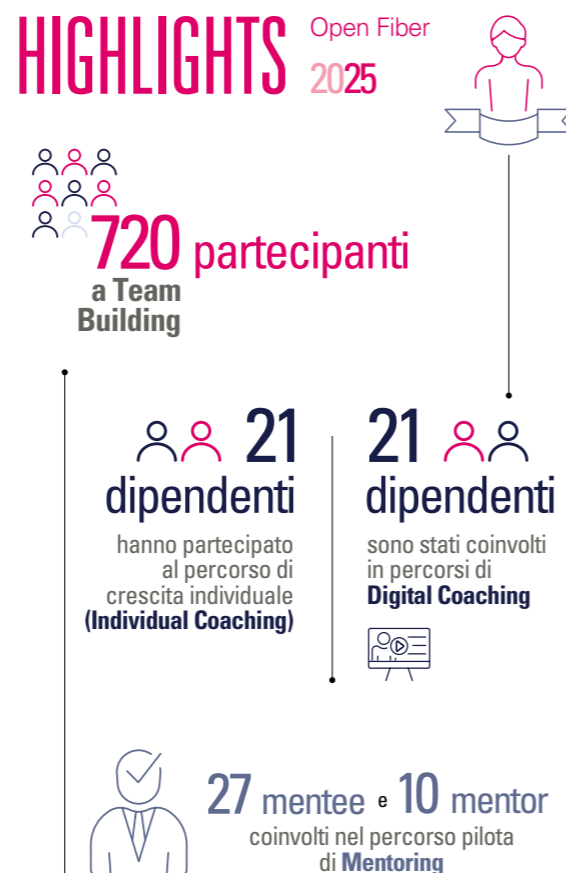 HIGHLIGHTS
Open Fiber
2025
720 partecipanti
a Team
Building
21
dipendenti
hanno partecipato
al percorso di
crescita individuale
(Individual Coaching)
21
dipendenti
sono stati coinvolti
in percorsi di
Digital Coaching
27 mentee e 10 mentor
coinvolti nel percorso pilota
di Mentoring